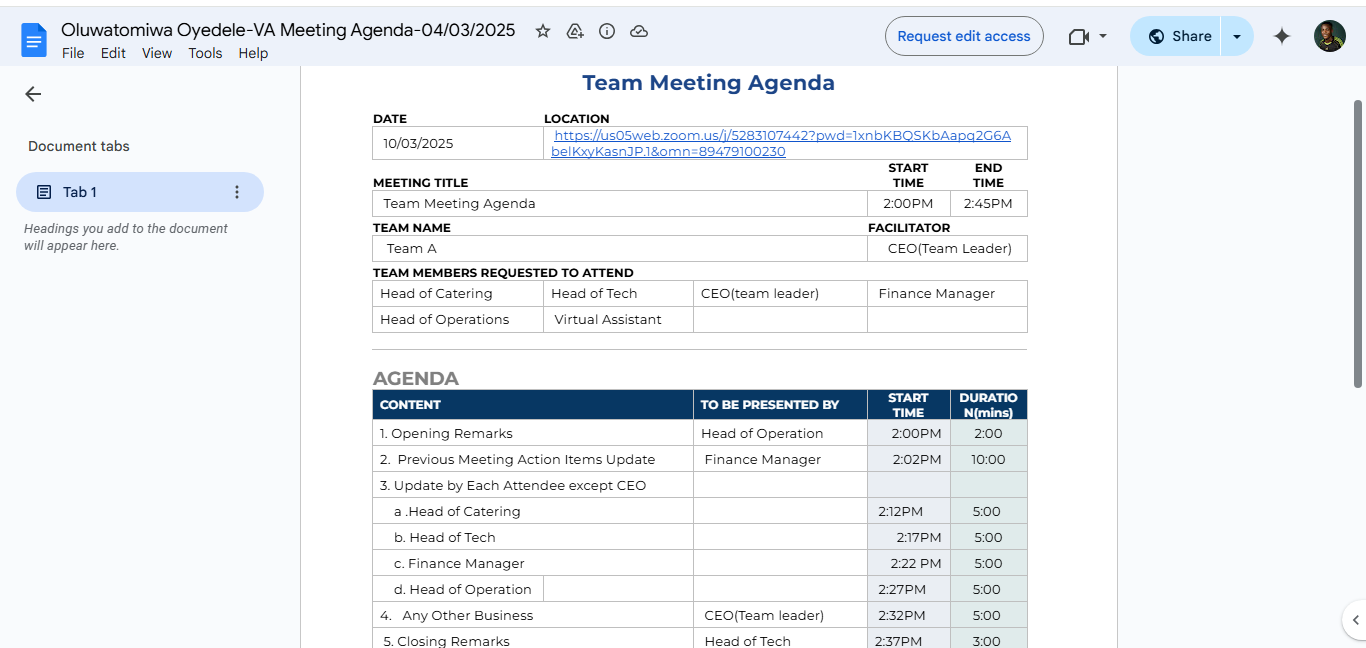 Oluwatomiwa Oyedele-VA Meeting Agenda-04/03/2025
File Edit View Tools Help
Request edit access
Share
Document tabs
Tab 1
Headings you add to the document
will appear here.
Team Meeting Agenda
DATE LOCATION
10/03/2025 https://us05web.zoom.us/j/5283107442?pwd=1xnbKBQSKbAapq2G6A
belKxyKasnJP.1&omn=89479100230
MEETING TITLE START TIME END TIME
Team Meeting Agenda 2:00PM 2:45PM
TEAM NAME FACILITATOR
Team A CEO(Team Leader)
TEAM MEMBERS REQUESTED TO ATTEND
Head of Catering Head of Tech CEO(team leader) Finance Manager
Head of Operations Virtual Assistant
AGENDA
CONTENT TO BE PRESENTED BY START TIME DURATIO N(mins)
1. Opening Remarks Head of Operation 2:00PM 2:00
2. Previous Meeting Action Items Update Finance Manager 2:02PM 10:00
3. Update by Each Attendee except CEO
a .Head of Catering 2:12PM 5:00
b. Head of Tech 2:17PM 5:00
c. Finance Manager 2:22 PM 5:00
d. Head of Operation 2:27PM 5:00
4. Any Other Business CEO(Team leader) 2:32PM 5:00
5. Closing Remarks Head of Tech 2:37PM 3:00